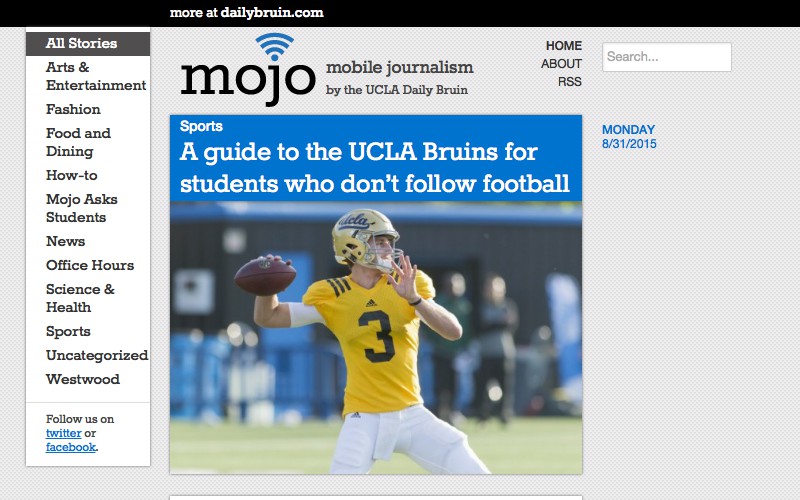 more at dailybruin.com
All Stories
Arts &
Entertainment
Fashion
Food and
Dining
How-to
Mojo Asks
Students
News
Office Hours
Science &
Health
Sports
Uncategorized
Westwood
Follow us on
twitter or
facebook.
mojo
mobile journalism
by the UCLA Daily Bruin
HOME
ABOUT
RSS
Search...
Sports
A guide to the UCLA Bruins for
students who don't follow football
ucla
3
MONDAY
8/31/2015